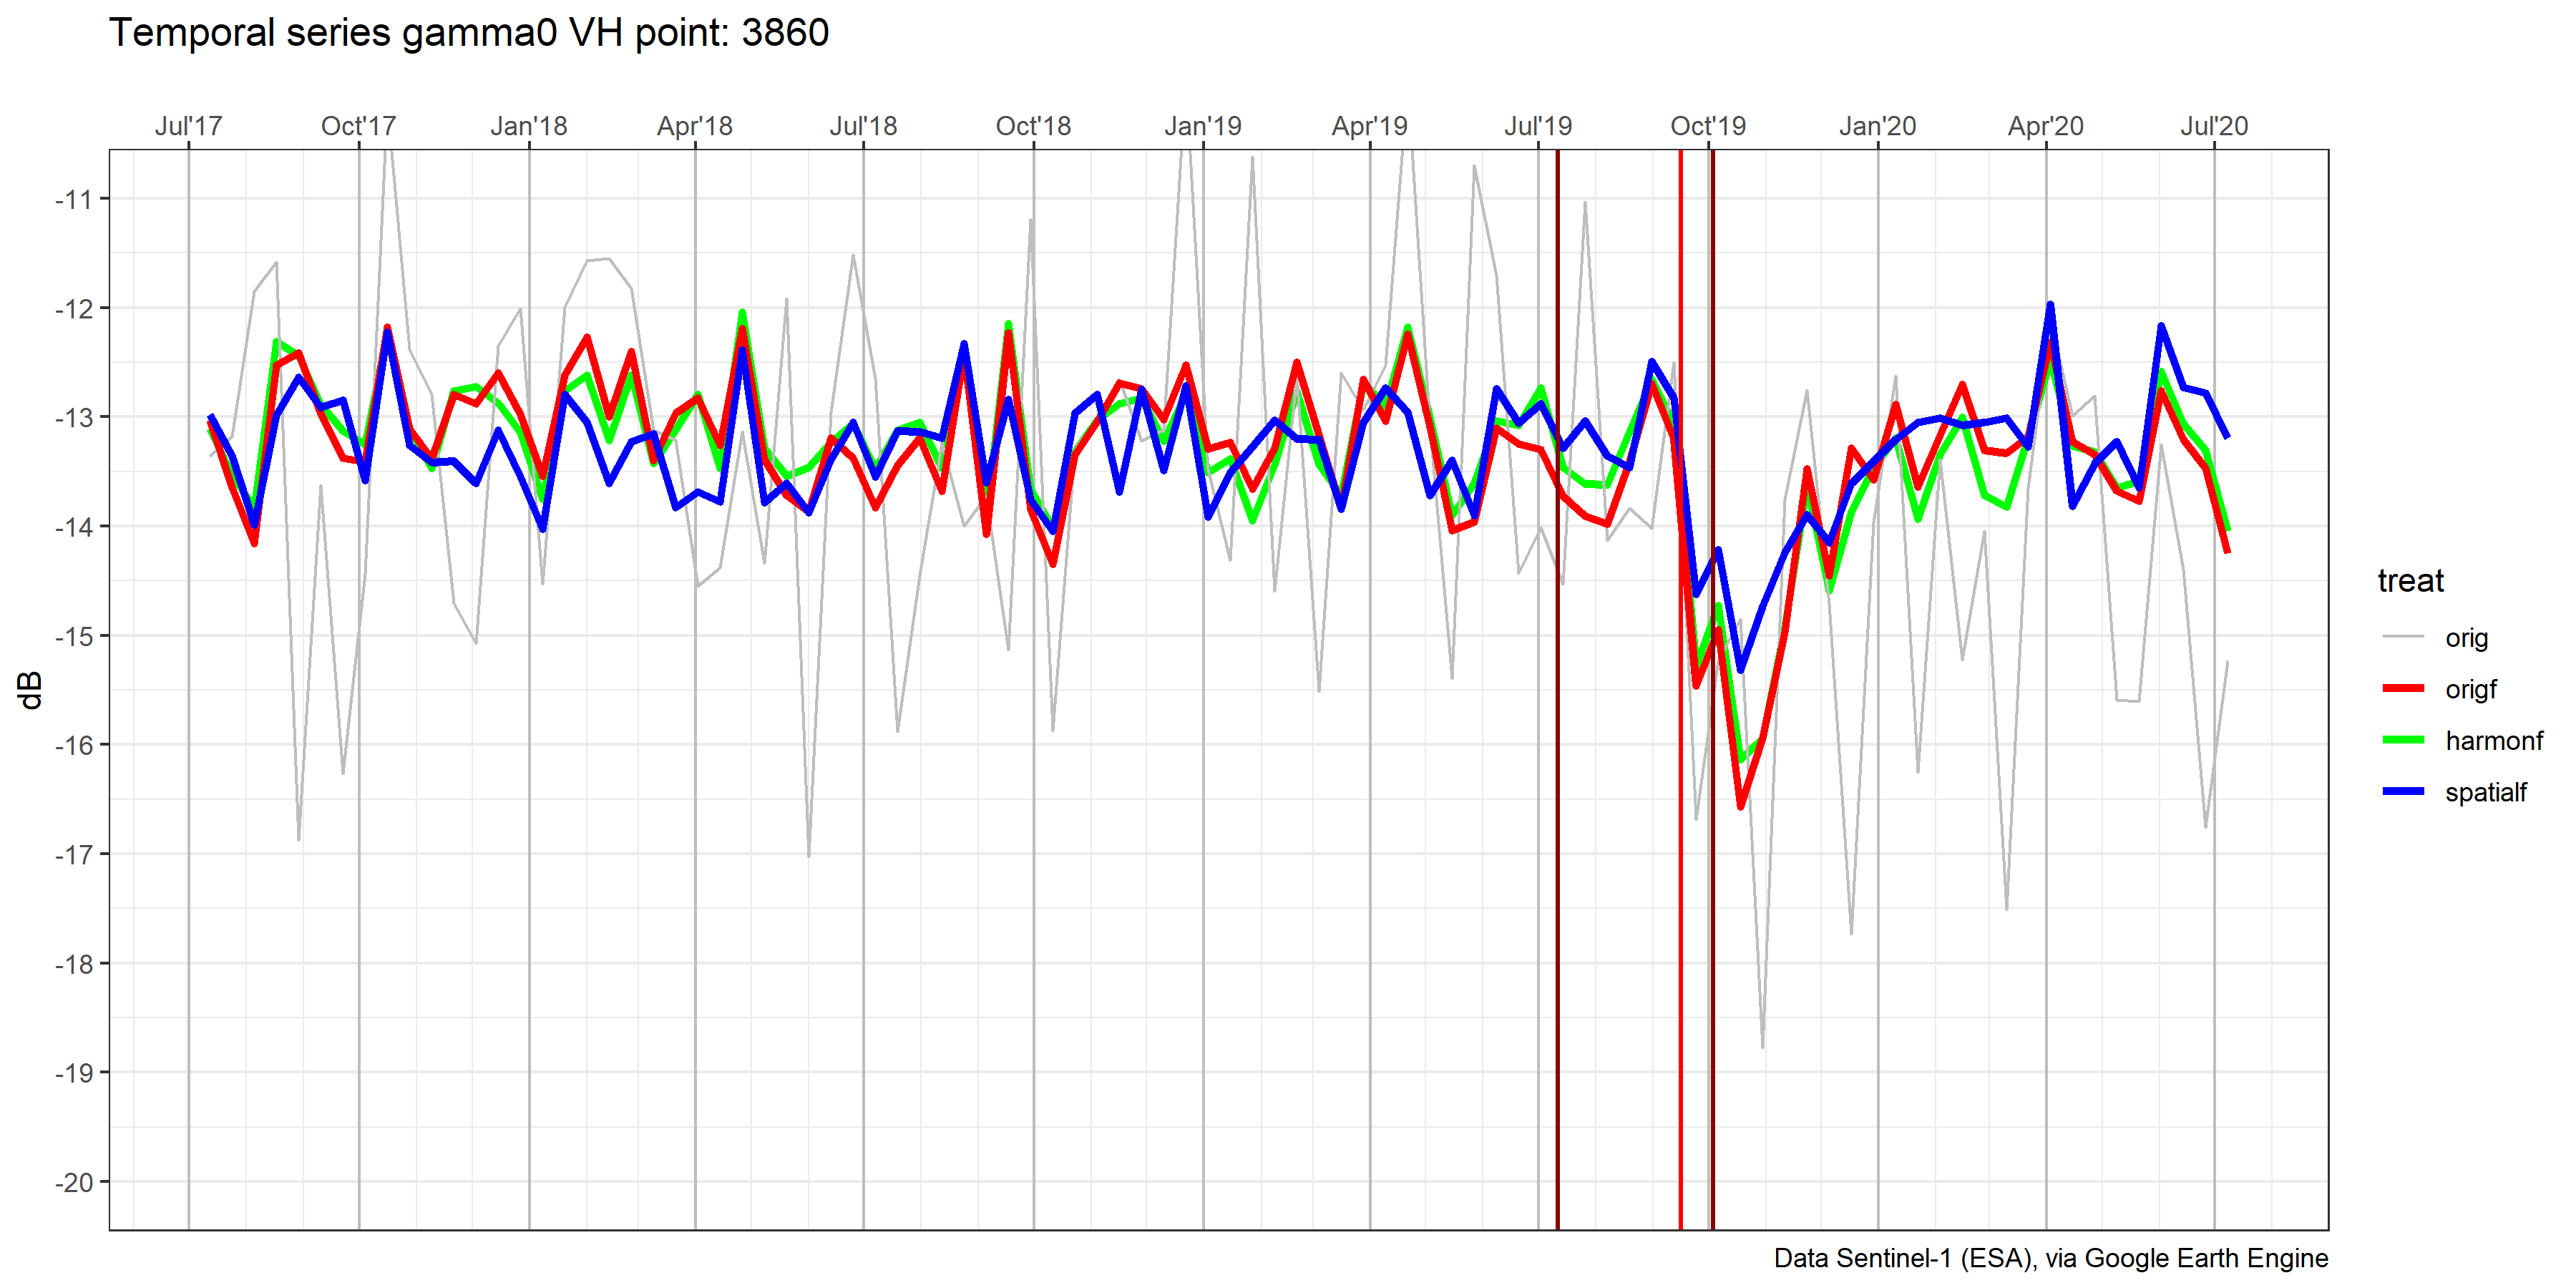 Temporal series gamma0 VH point: 3860
Jul'17 Oct'17 Jan'18 Apr'18 Jul'18 Oct'18 Jan'19 Apr'19 Jul'19 Oct'19 Jan'20 Apr'20 Jul'20
-11
-12
-13
-14
-15
-16
-17
-18
-19
-20
dB
treat
orig
origf
harmonf
spatialf
Data Sentinel-1 (ESA), via Google Earth Engine